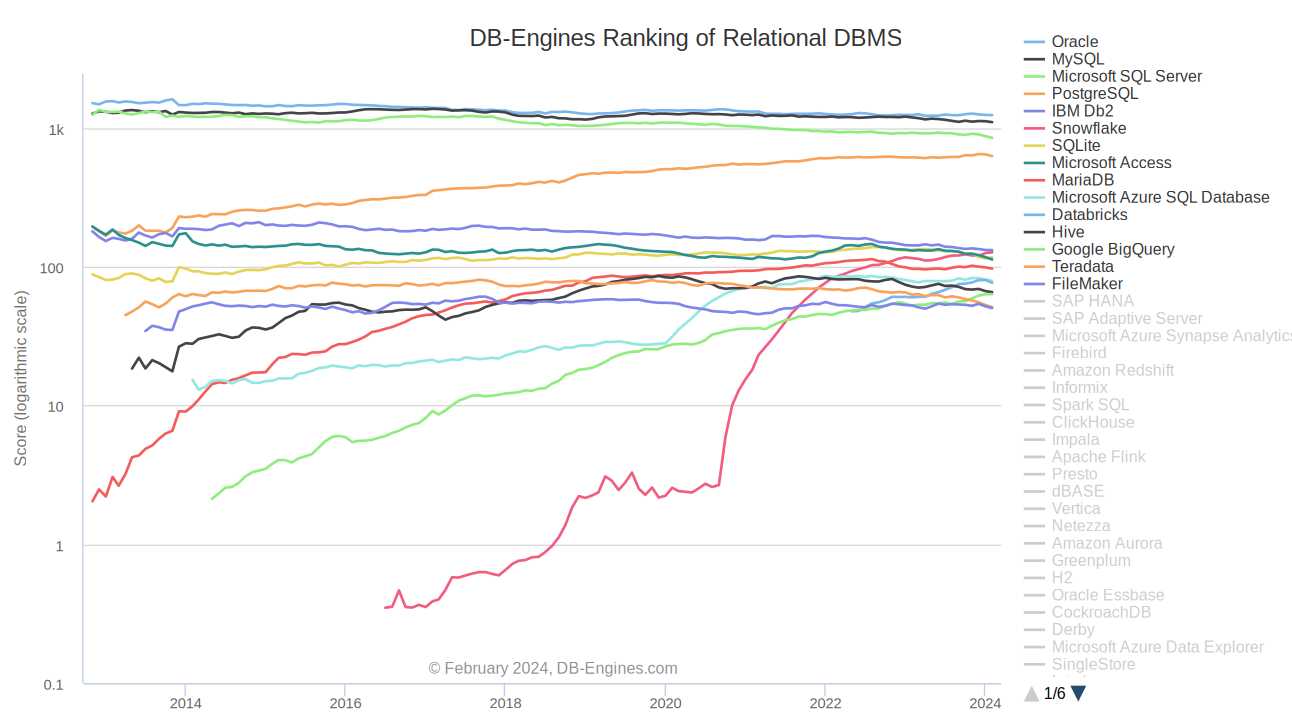 DB-Engines Ranking of Relational DBMS
Score (logarithmic scale)
1k
100
10
1
0.1
2014
2016
2018
2020
2022
2024
© February 2024, DB-Engines.com
Oracle
MySQL
Microsoft SQL Server
PostgreSQL
IBM Db2
Snowflake
SQLite
Microsoft Access
MariaDB
Microsoft Azure SQL Database
Databricks
Hive
Google BigQuery
Teradata
FileMaker
SAP HANA
SAP Adaptive Server
Microsoft Azure Synapse Analytics
Firebird
Amazon Redshift
Informix
Spark SQL
ClickHouse
Impala
Apache Flink
Presto
dBASE
Vertica
Netezza
Amazon Aurora
Greenplum
H2
Oracle Essbase
CockroachDB
Derby
Microsoft Azure Data Explorer
SingleStore
1/6